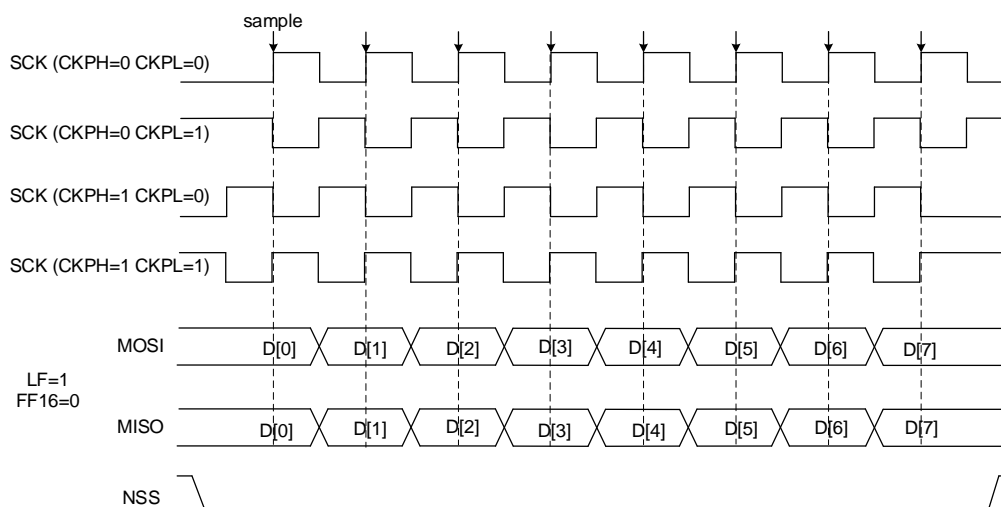 sample
SCK (CKPH=0 CKPL=0)
SCK (CKPH=0 CKPL=1)
SCK (CKPH=1 CKPL=0)
SCK (CKPH=1 CKPL=1)
MOSI
D[0] D[1] D[2] D[3] D[4] D[5] D[6] D[7]
LF=1
FF16=0
MISO
D[0] D[1] D[2] D[3] D[4] D[5] D[6] D[7]
NSS